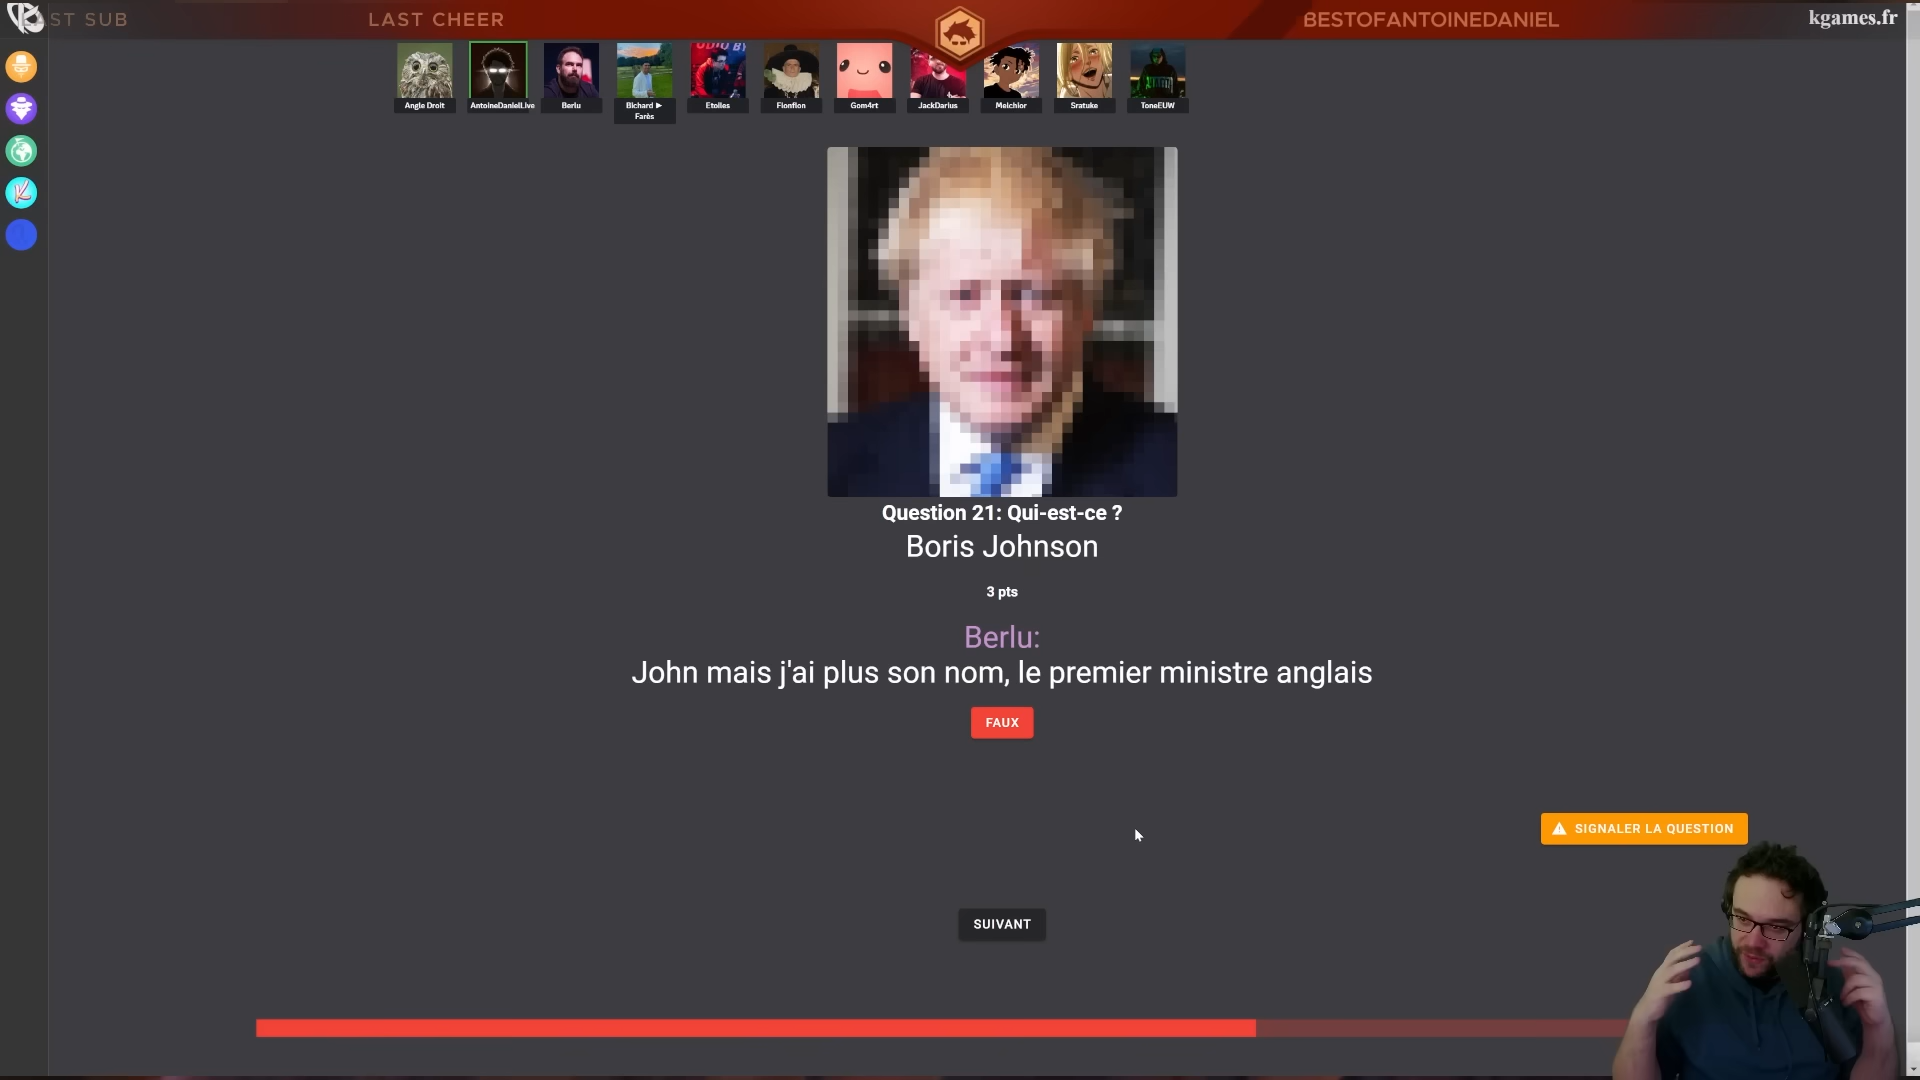 ST SUB
LAST CHEER
BESTOFANTOINEDANIEL
kgames.fr
Angle Droit
AntoineDanielLive
Berlu
Bichard ▶
Farès
Etoiles
Fionfion
Gom4rt
JackDarius
Melchior
Sratuke
ToneEUW
Question 21: Qui-est-ce ?
Boris Johnson
3 pts
Berlu:
John mais j'ai plus son nom, le premier ministre anglais
FAUX
SIGNALER LA QUESTION
SUIVANT